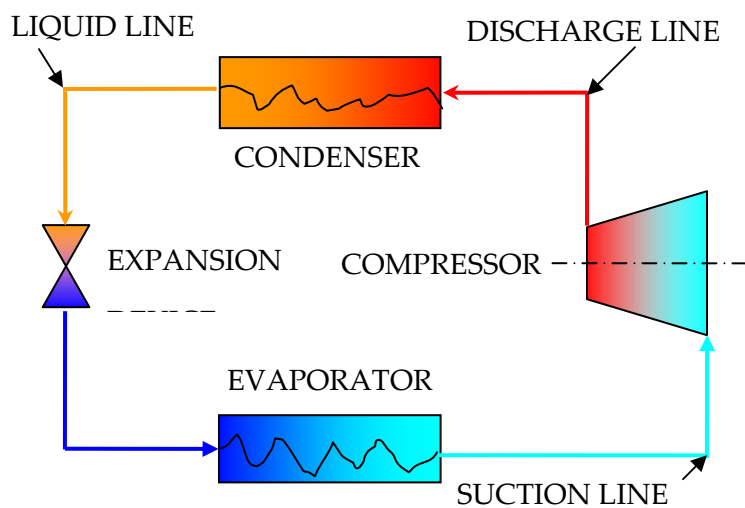 LIQUID LINE
DISCHARGE LINE
CONDENSER
EXPANSION
COMPRESSOR
EVAPORATOR
SUCTION LINE